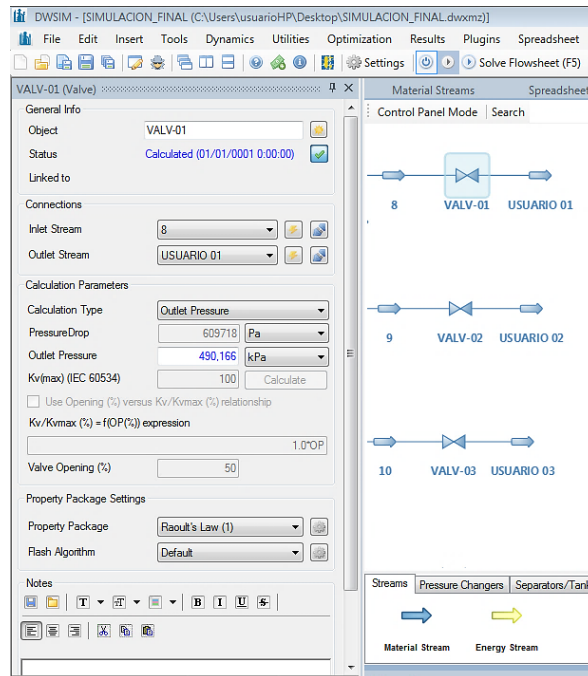 DWSIM - [SIMULACION_FINAL (C:\Users\usuarioHP\Desktop\SIMULACION_FINAL.dwxmz)]
File Edit Insert Tools Dynamics Utilities Optimization Results Plugins Spreadsheet
Settings Solve Flowsheet (F5)
VALV-01 (Valve)
General Info
Object VALV-01
Status Calculated (01/01/0001 0:00:00)
Linked to
Connections
Inlet Stream 8
Outlet Stream USUARIO 01
Calculation Parameters
Calculation Type Outlet Pressure
PressureDrop 609718 Pa
Outlet Pressure 490,166 kPa
Kv(max) (IEC 60534) 100 Calculate
Use Opening (%) versus Kv/Kvmax (%) relationship
Kv/Kvmax (%) = f(OP(%)) expression
1.0*OP
Valve Opening (%) 50
Property Package Settings
Property Package Raoult's Law (1)
Flash Algorithm Default
Notes
T T B I U S
Material Streams Spreadsheet
Control Panel Mode Search
8 VALV-01 USUARIO 01
9 VALV-02 USUARIO 02
10 VALV-03 USUARIO 03
Streams Pressure Changers Separators/Tank
Material Stream Energy Stream